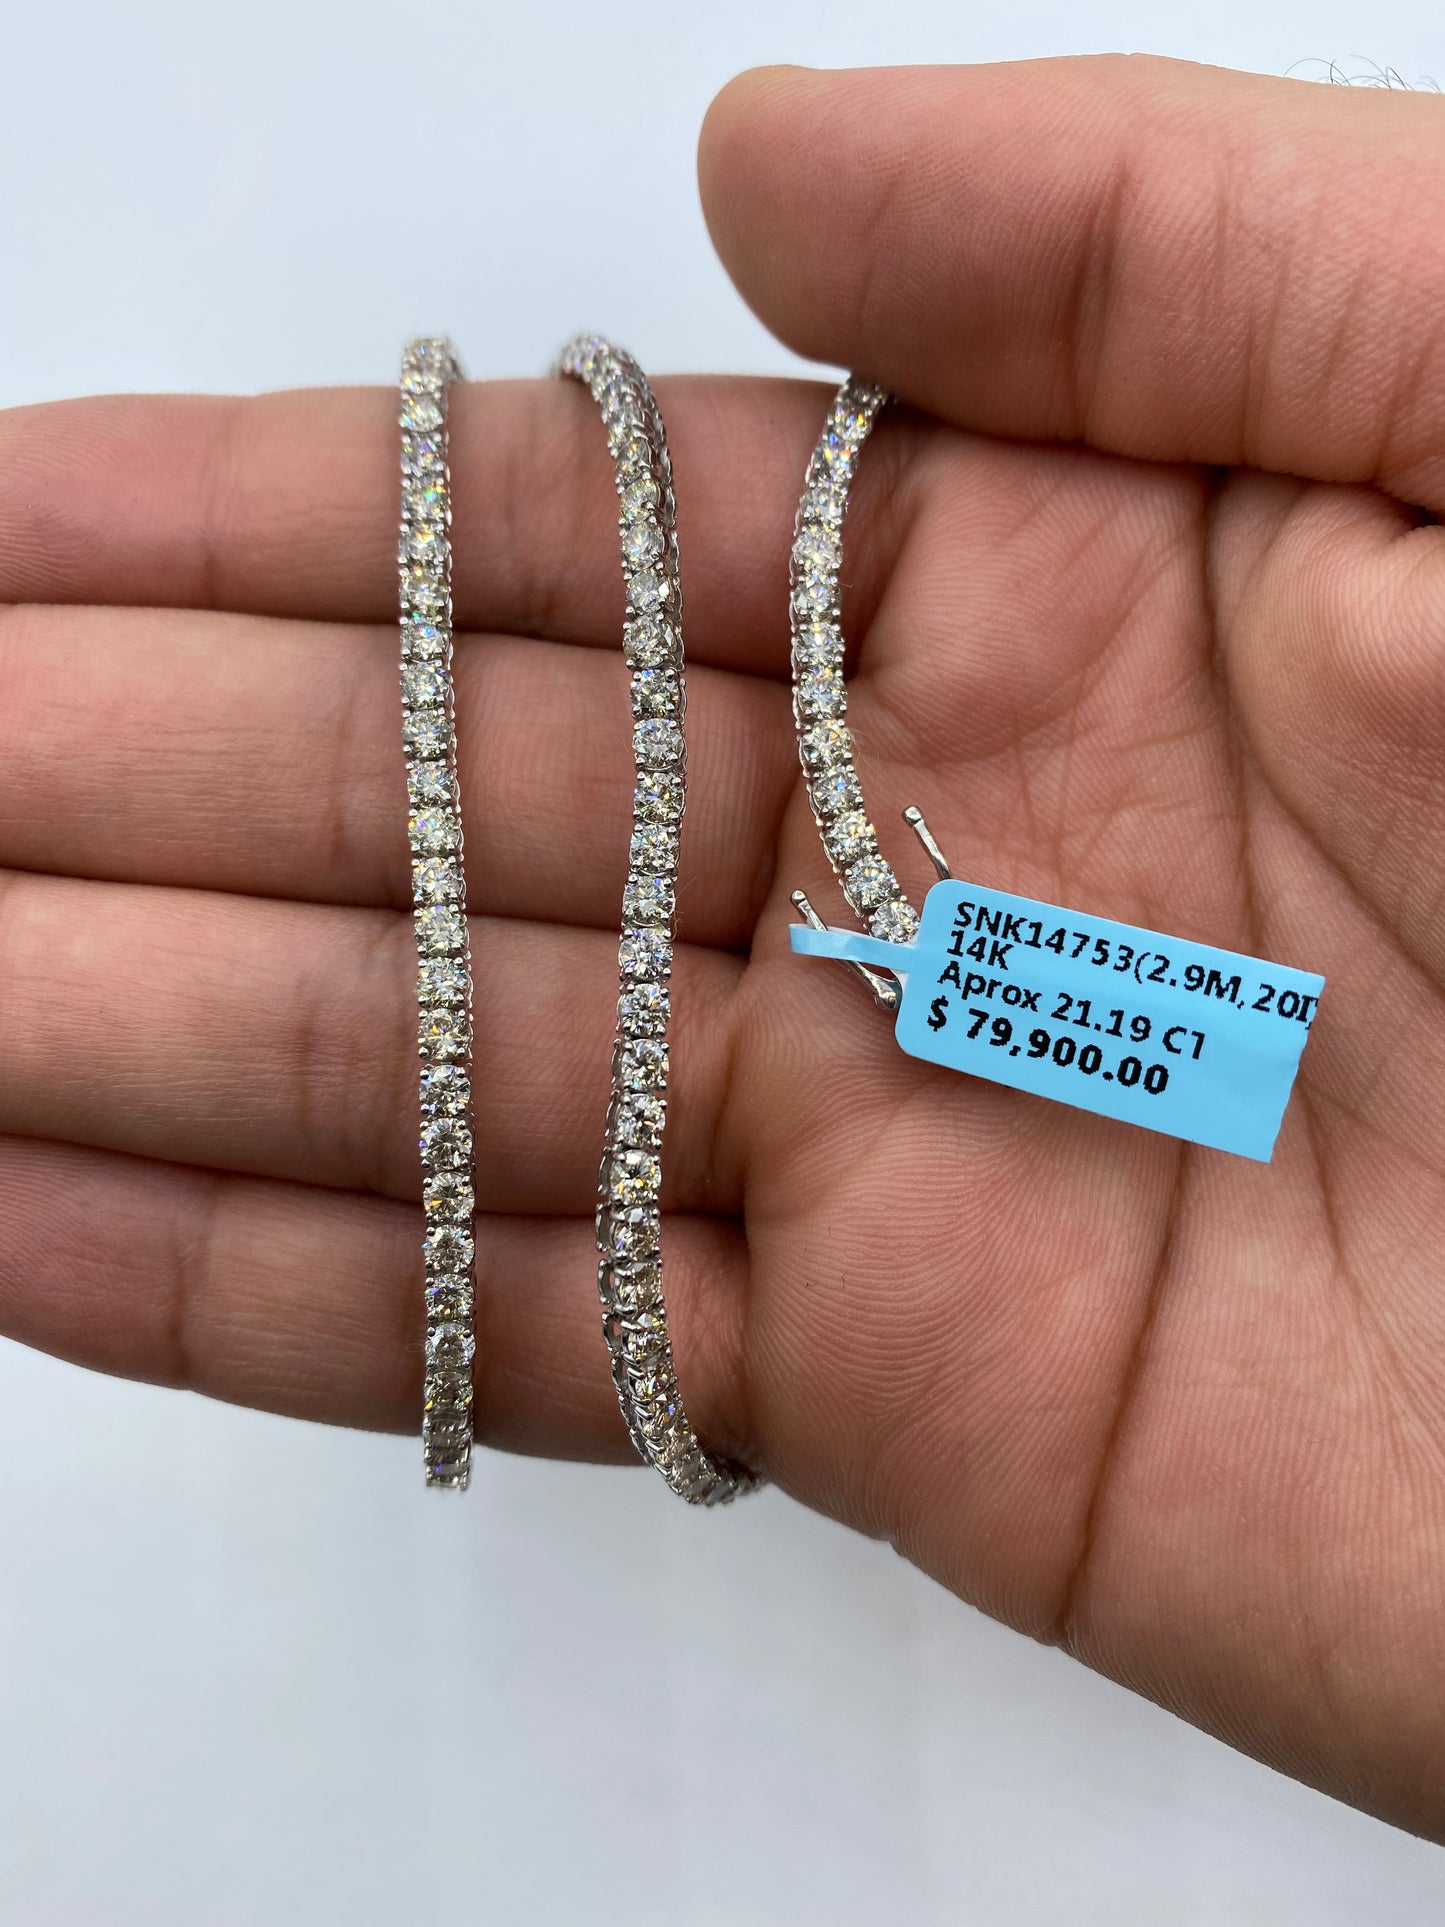 SNK14753(2.9M, 20I
14K
Aprox 21.19 CT
$ 79,900.00